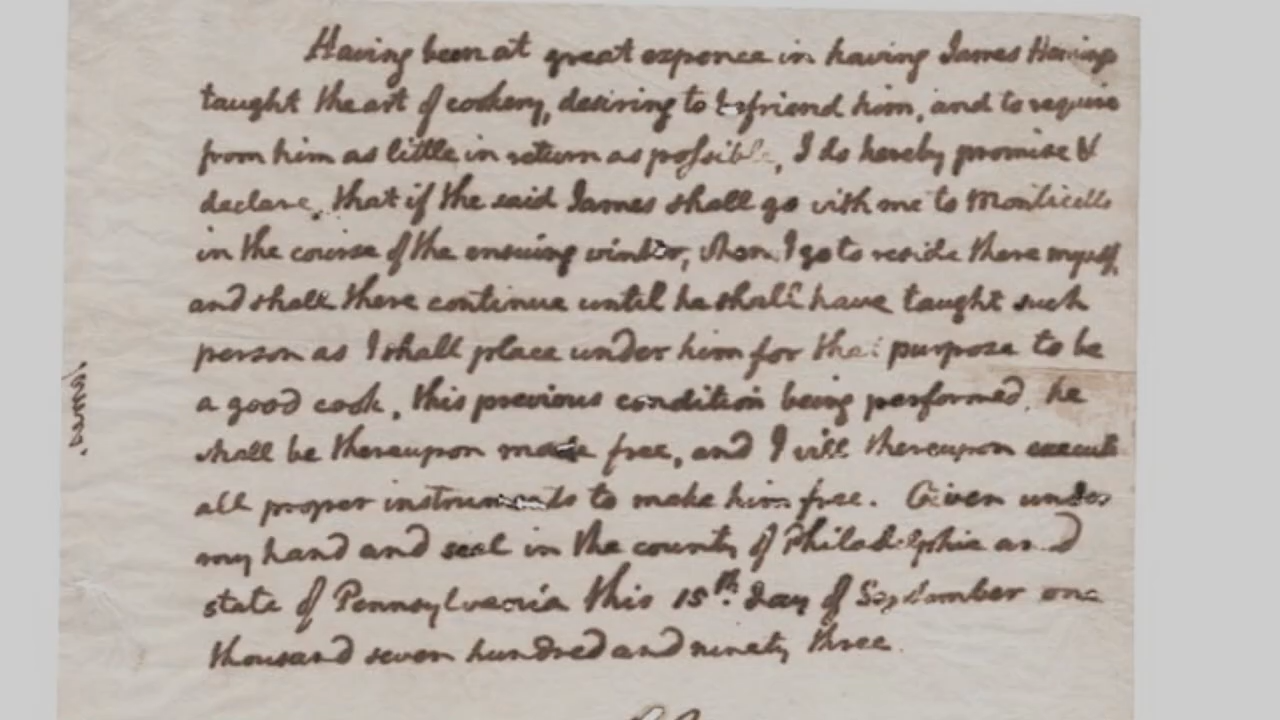 Having been at great expence in having James Hemings
taught the art of cookery, desiring to befriend him, and to require
from him as little in return as possible, I do hereby promise &
declare, that if the said James shall go with me to Monticello
in the course of the ensuing winter, when I go to reside there myself,
and shall there continue until he shall have taught such
person as I shall place under him for that purpose to be
a good cook, this previous condition being performed, he
shall be thereupon made free, and I will thereupon execute
all proper instruments to make him free. Given under
my hand and seal in the county of Philadelphia and
state of Pennsylvania this 15th. day of September one
thousand seven hundred and ninety three.